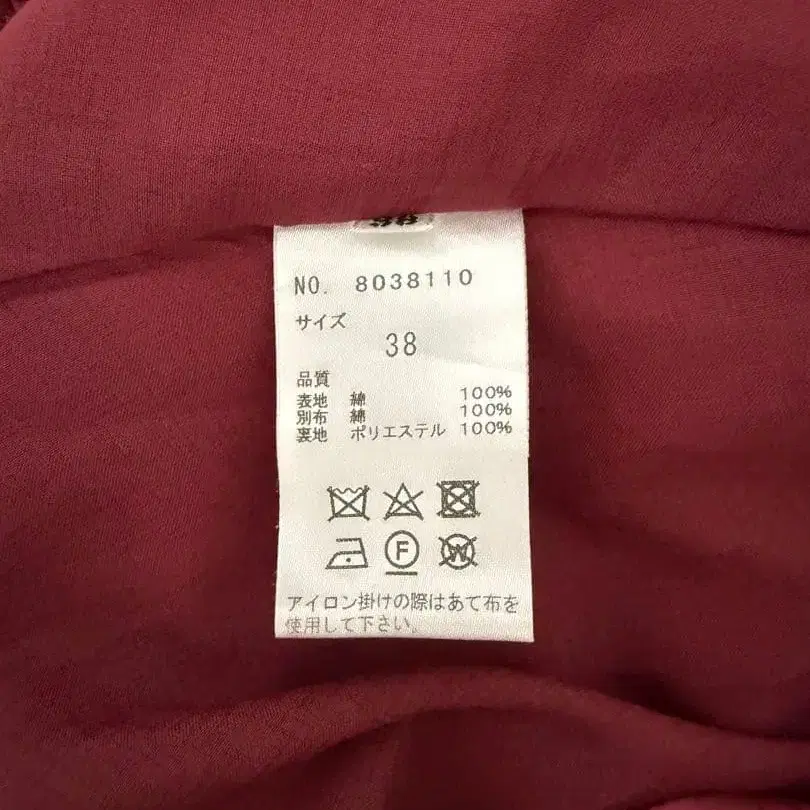 NO. 8038110
サイズ
38
品質
表地 綿 100%
別布 綿 100%
裏地 ポリエステル 100%
F
W
アイロン掛けの際はあて布を
使用して下さい。